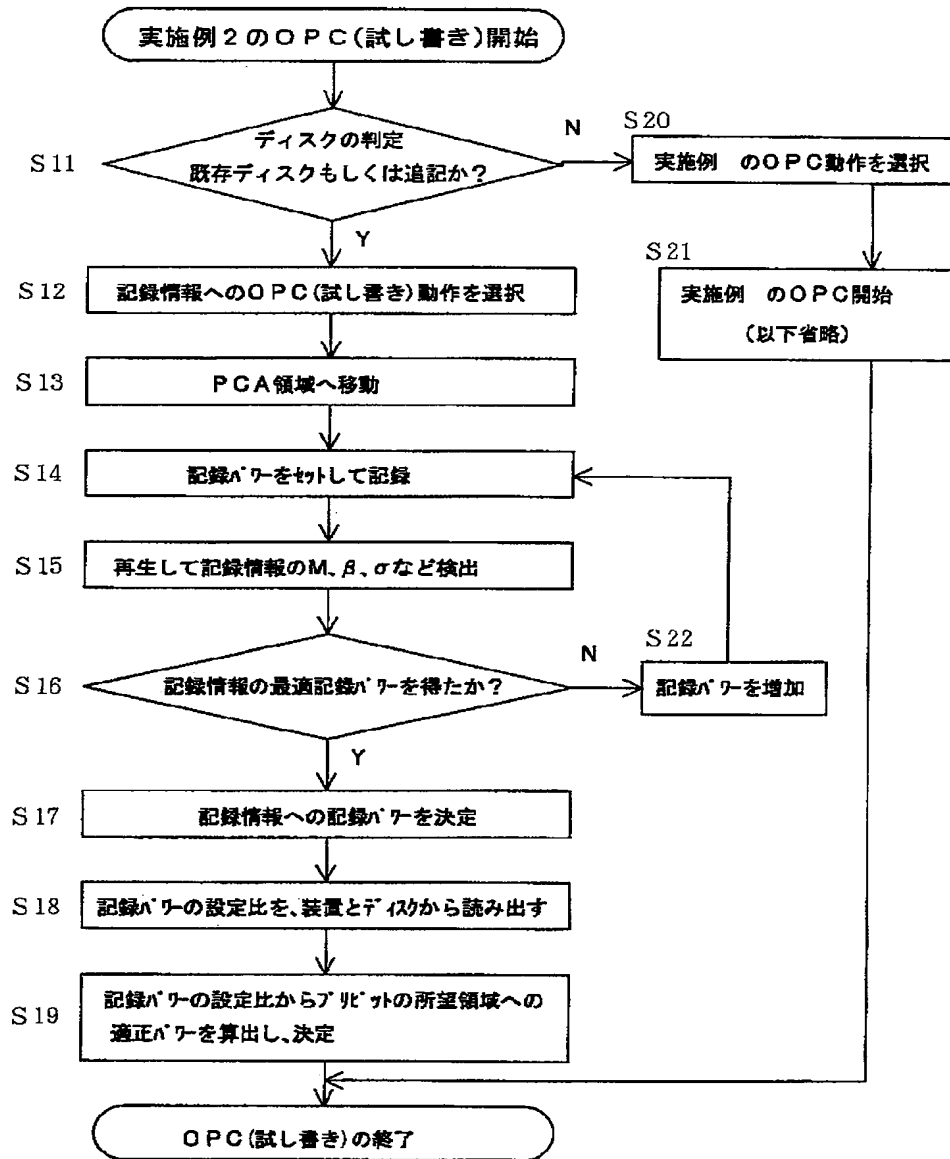 実施例2のOPC(試し書き)開始
S11
ディスクの判定
既存ディスクもしくは追記か?
N
Y
S20
実施例 のOPC動作を選択
S21
実施例 のOPC開始
(以下省略)
S12
記録情報へのOPC(試し書き)動作を選択
S13
PCA領域へ移動
S14
記録パワーをセットして記録
S15
再生して記録情報のM、β、σなど検出
S16
記録情報の最適記録パワーを得たか?
N
Y
S22
記録パワーを増加
S17
記録情報への記録パワーを決定
S18
記録パワーの設定比を、装置とディスクから読み出す
S19
記録パワーの設定比からプリピットの所望領域への
適正パワーを算出し、決定
OPC(試し書き)の終了